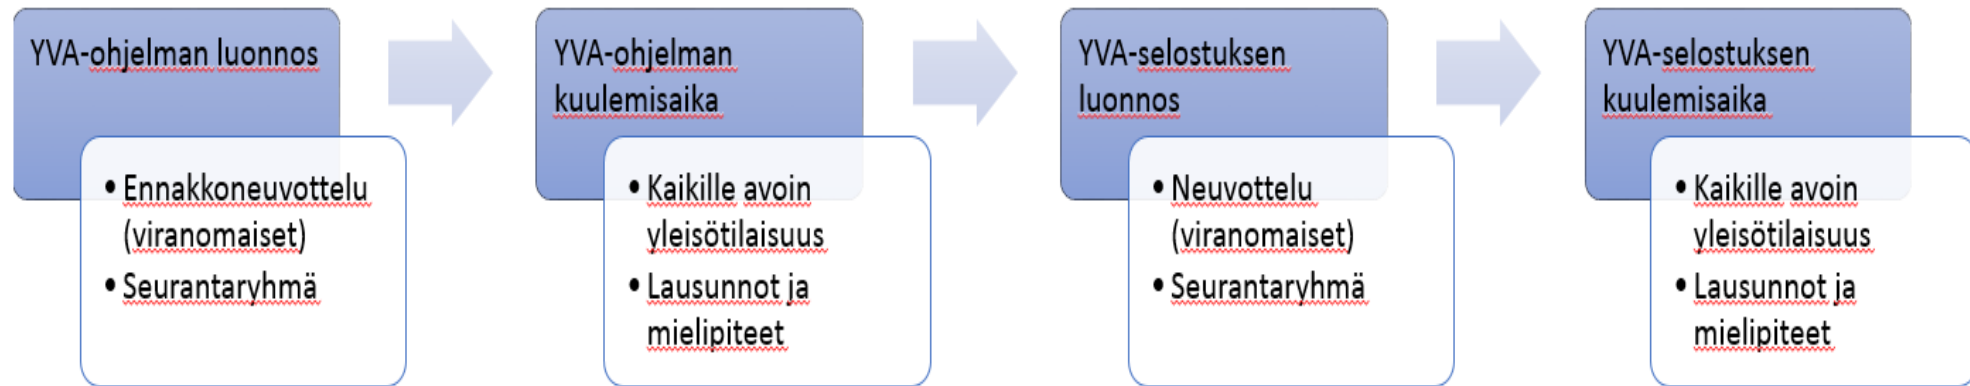 YVA-ohjelman luonnos
• Ennakkoneuvottelu
(viranomaiset)
• Seurantaryhmä
YVA-ohjelman
kuulemisaika
• Kaikille avoin
yleisötilaisuus
• Lausunnot ja
mielipiteet
YVA-selostuksen
luonnos
• Neuvottelu
(viranomaiset)
• Seurantaryhmä
YVA-selostuksen
kuulemisaika
• Kaikille avoin
yleisötilaisuus
• Lausunnot ja
mielipiteet